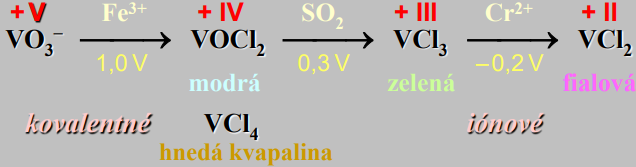 + V Fe³⁺ + IV SO₂ + III Cr²⁺ + II
VO₃⁻ VOCl₂ VCl₃ VCl₂
1,0 V 0,3 V –0,2 V
modrá zelená fialová
kovalentné VCl₄ iónové
hnedá kvapalina